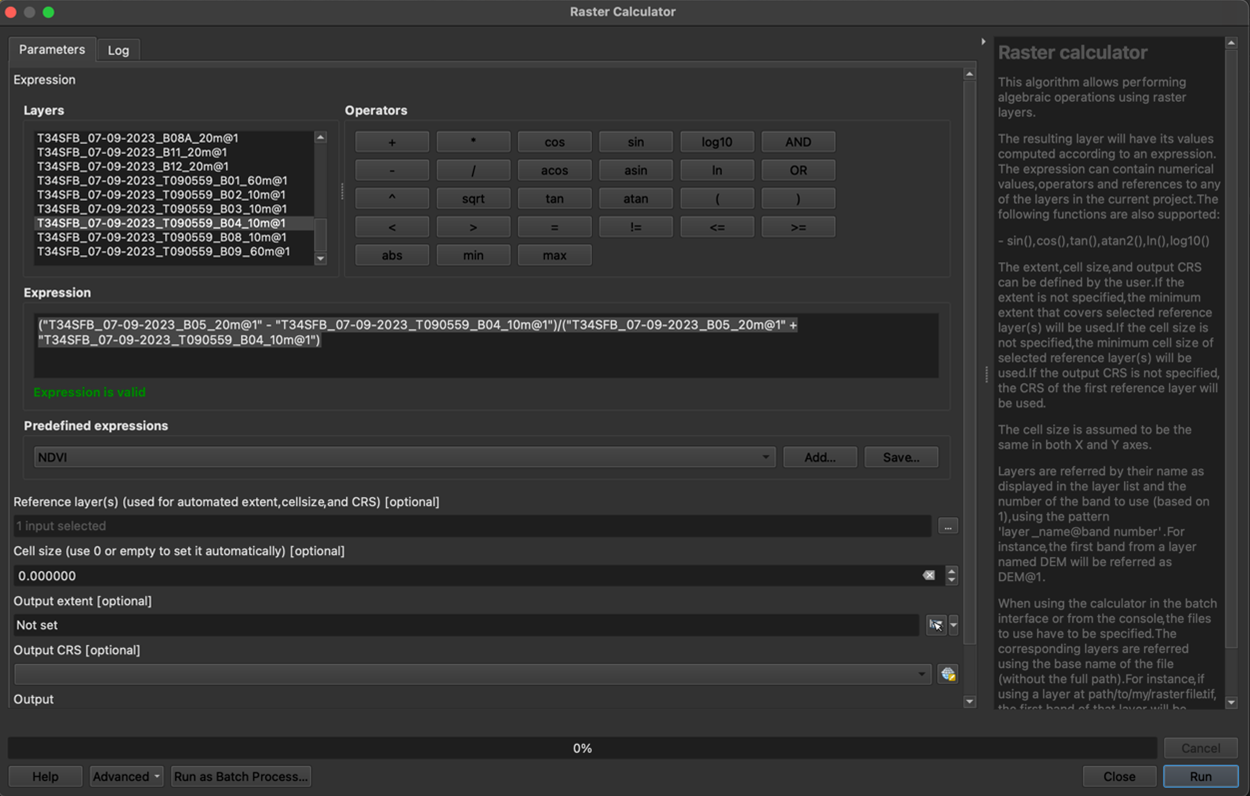 Raster Calculator
Parameters
Log
Expression
Layers
T34SFB_07-09-2023_B08A_20m@1
T34SFB_07-09-2023_B11_20m@1
T34SFB_07-09-2023_B12_20m@1
T34SFB_07-09-2023_T090559_B01_60m@1
T34SFB_07-09-2023_T090559_B02_10m@1
T34SFB_07-09-2023_T090559_B03_10m@1
T34SFB_07-09-2023_T090559_B04_10m@1
T34SFB_07-09-2023_T090559_B08_10m@1
T34SFB_07-09-2023_T090559_B09_60m@1
Operators
+ * cos sin log10 AND
- / acos asin ln OR
^ sqrt tan atan ( )
< > = != <= >=
abs min max
Expression
("T34SFB_07-09-2023_B05_20m@1" - "T34SFB_07-09-2023_T090559_B04_10m@1")/("T34SFB_07-09-2023_B05_20m@1" +
"T34SFB_07-09-2023_T090559_B04_10m@1")
Expression is valid
Predefined expressions
NDVI
Add...
Save...
Reference layer(s) (used for automated extent,cellsize,and CRS) [optional]
1 input selected
...
Cell size (use 0 or empty to set it automatically) [optional]
0.000000
Output extent [optional]
Not set
Output CRS [optional]
Output
Raster calculator
This algorithm allows performing
algebraic operations using raster
layers.
The resulting layer will have its values
computed according to an expression.
The expression can contain numerical
values,operators and references to any
of the layers in the current project.The
following functions are also supported:
- sin(),cos(),tan(),atan2(),ln(),log10()
The extent,cell size,and output CRS
can be defined by the user.If the
extent is not specified,the minimum
extent that covers selected reference
layer(s) will be used.If the cell size is
not specified,the minimum cell size of
selected reference layer(s) will be
used.If the output CRS is not specified,
the CRS of the first reference layer will
be used.
The cell size is assumed to be the
same in both X and Y axes.
Layers are referred by their name as
displayed in the layer list and the
number of the band to use (based on
1),using the pattern
'layer_name@band number'.For
instance,the first band from a layer
named DEM will be referred as
DEM@1.
When using the calculator in the batch
interface or from the console,the files
to use have to be specified.The
corresponding layers are referred
using the base name of the file
(without the full path).For instance,if
using a layer at path/to/my/rasterfile.tif,
the first band of that layer will be
0%
Cancel
Help
Advanced
Run as Batch Process...
Close
Run